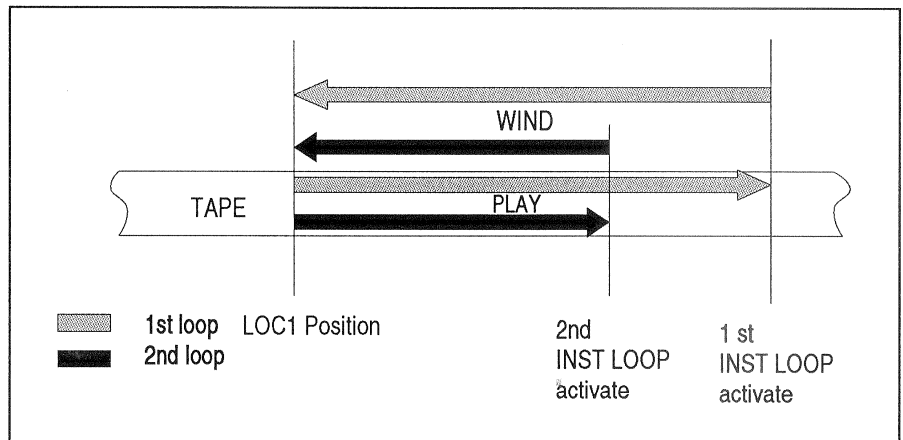 WIND
TAPE
PLAY
1st loop LOC1 Position
2nd loop
2nd
INST LOOP
activate
1 st
INST LOOP
activate